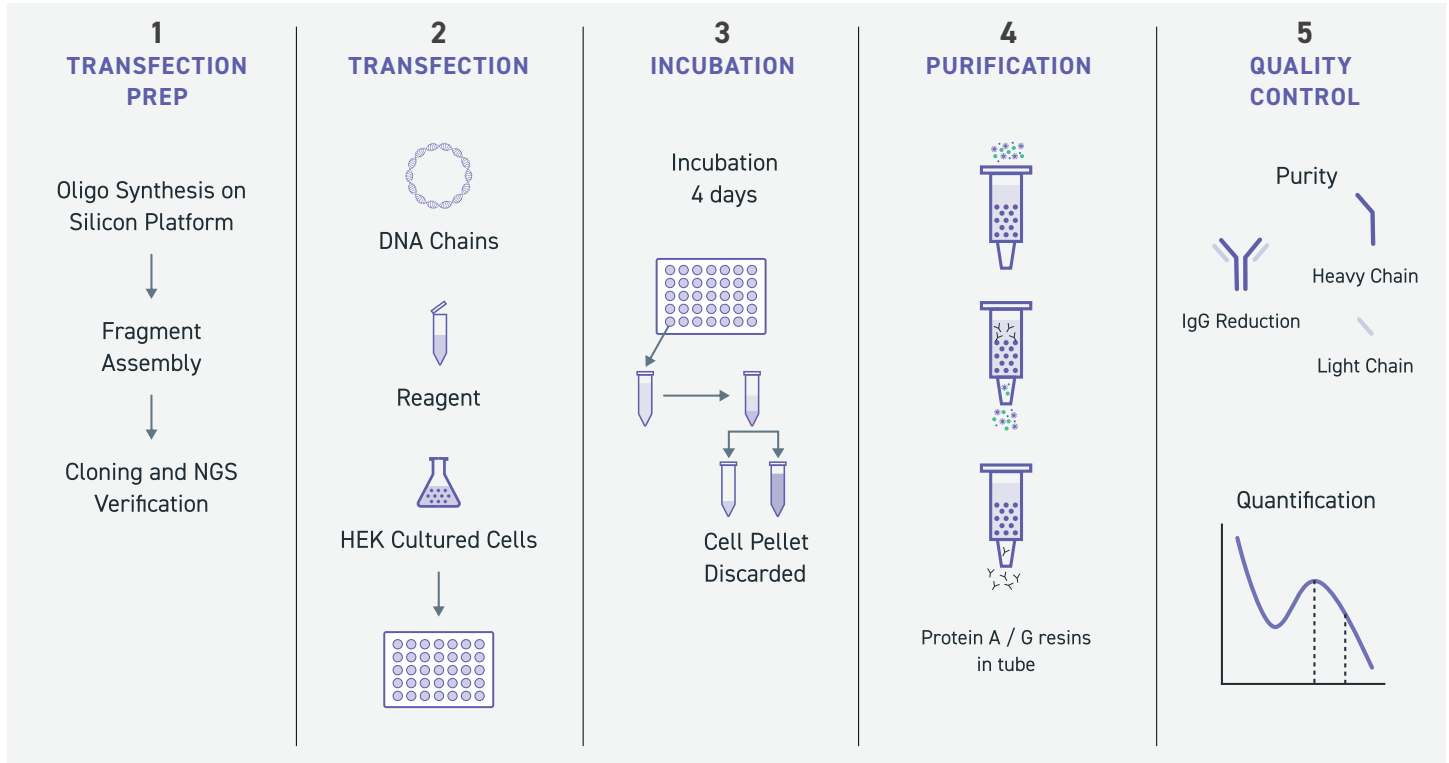 1
TRANSFECTION
PREP
Oligo Synthesis on
Silicon Platform
Fragment
Assembly
Cloning and NGS
Verification
2
TRANSFECTION
DNA Chains
Reagent
HEK Cultured Cells
3
INCUBATION
Incubation
4 days
Cell Pellet
Discarded
4
PURIFICATION
Protein A / G resins
in tube
5
QUALITY
CONTROL
Purity
Heavy Chain
IgG Reduction
Light Chain
Quantification